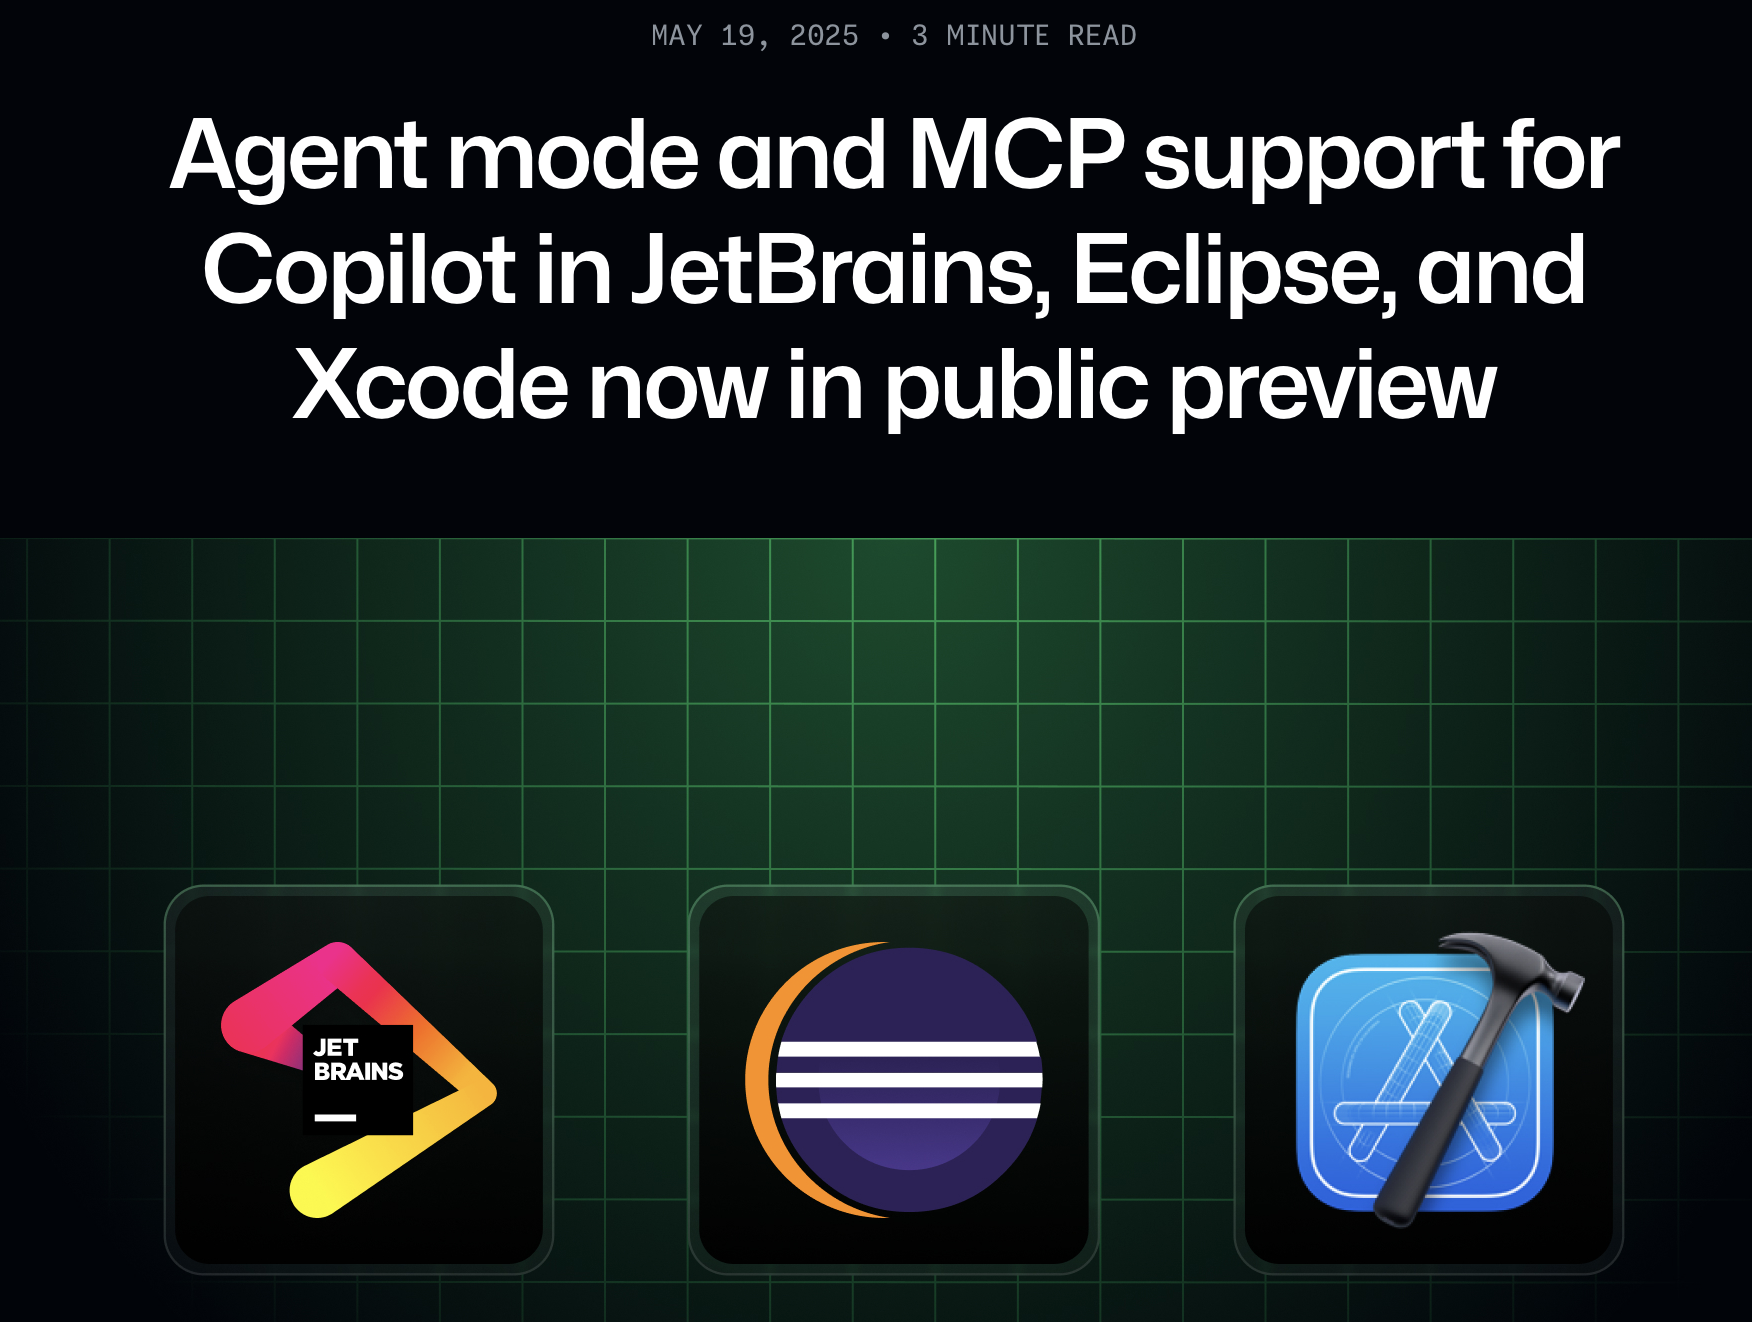 MAY 19, 2025 • 3 MINUTE READ
Agent mode and MCP support for
Copilot in JetBrains, Eclipse, and
Xcode now in public preview
JET
BRAINS